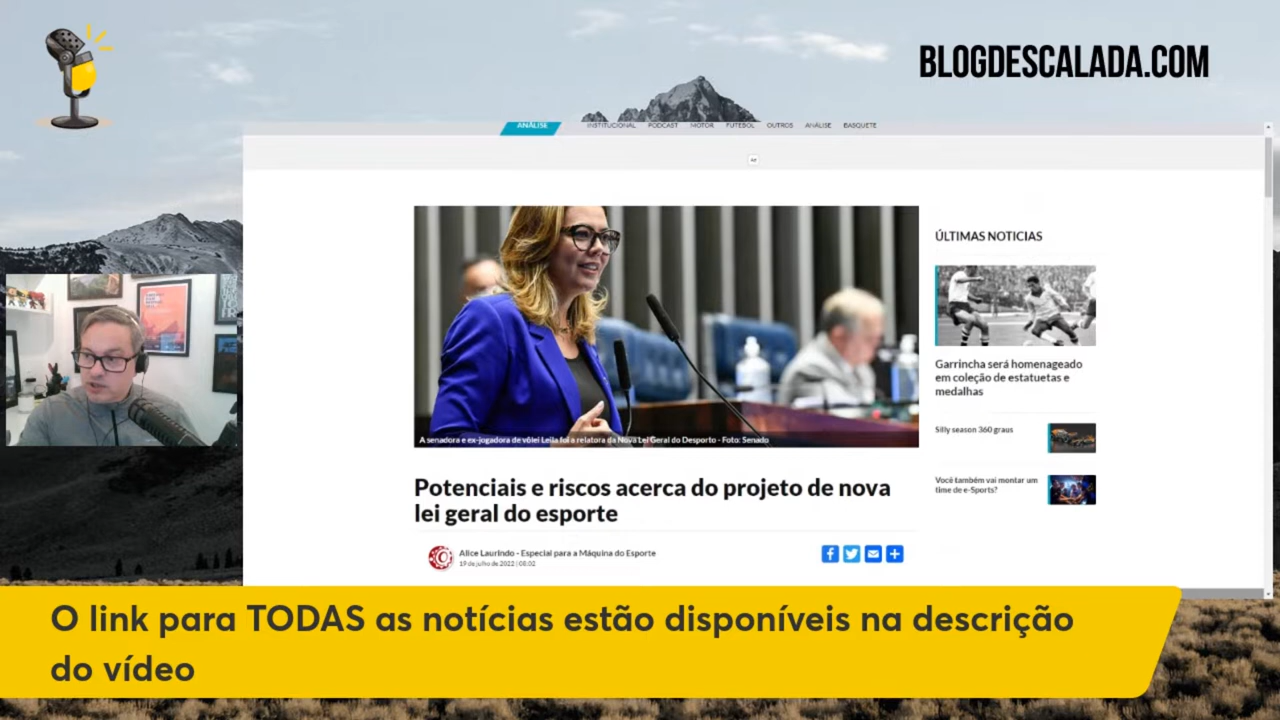 BLOGDESCALADA.COM
ANÁLISE
INSTITUCIONAL PODCAST MOTOR FUTEBOL OUTROS ANÁLISE BASQUETE
Ad
A senadora e ex-jogadora de vôlei Leila foi a relatora da Nova Lei Geral do Desporto - Foto: Senado
Potenciais e riscos acerca do projeto de nova
lei geral do esporte
Alice Laurindo - Especial para a Máquina do Esporte
19 de julho de 2022 | 08:02
ÚLTIMAS NOTICIAS
Garrincha será homenageado
em coleção de estatuetas e
medalhas
Silly season 360 graus
Você também vai montar um
time de e-Sports?
O link para TODAS as notícias estão disponíveis na descrição
do vídeo